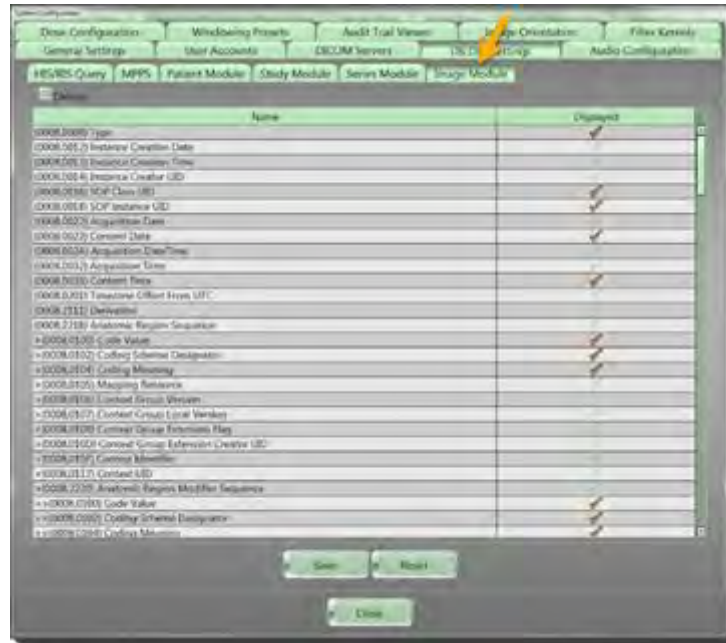 Dose Configuration Windowing Presets Audit Trail Viewer Image Orientation Filter Kernels
General Settings User Accounts DICOM Servers Settings Audio Configuration
HIS/RIS Query MPPS Patient Module Study Module Series Module Image Module
Name Displayed
(0008,0008) Type
(0008,0012) Instance Creation Date
(0008,0013) Instance Creation Time
(0008,0014) Instance Creator UID
(0008,0016) SOP Class UID
(0008,0018) SOP Instance UID
(0008,0022) Acquisition Date
(0008,0023) Content Date
(0008,002A) Acquisition DateTime
(0008,0032) Acquisition Time
(0008,0033) Content Time
(0008,0201) Timezone Offset From UTC
(0008,2111) Derivation
(0008,2218) Anatomic Region Sequence
>(0008,0100) Code Value
>(0008,0102) Coding Scheme Designator
>(0008,0104) Coding Meaning
>(0008,0105) Mapping Resource
>(0008,0106) Context Group Version
>(0008,0107) Context Group Local Version
>(0008,010B) Context Group Extension Flag
>(0008,010D) Context Group Extension Creator UID
>(0008,010F) Context Identifier
>(0008,0117) Context UID
>(0008,2220) Anatomic Region Modifier Sequence
>>(0008,0100) Code Value
>>(0008,0102) Coding Scheme Designator
>>(0008,0104) Coding Meaning
Save Reset
Close